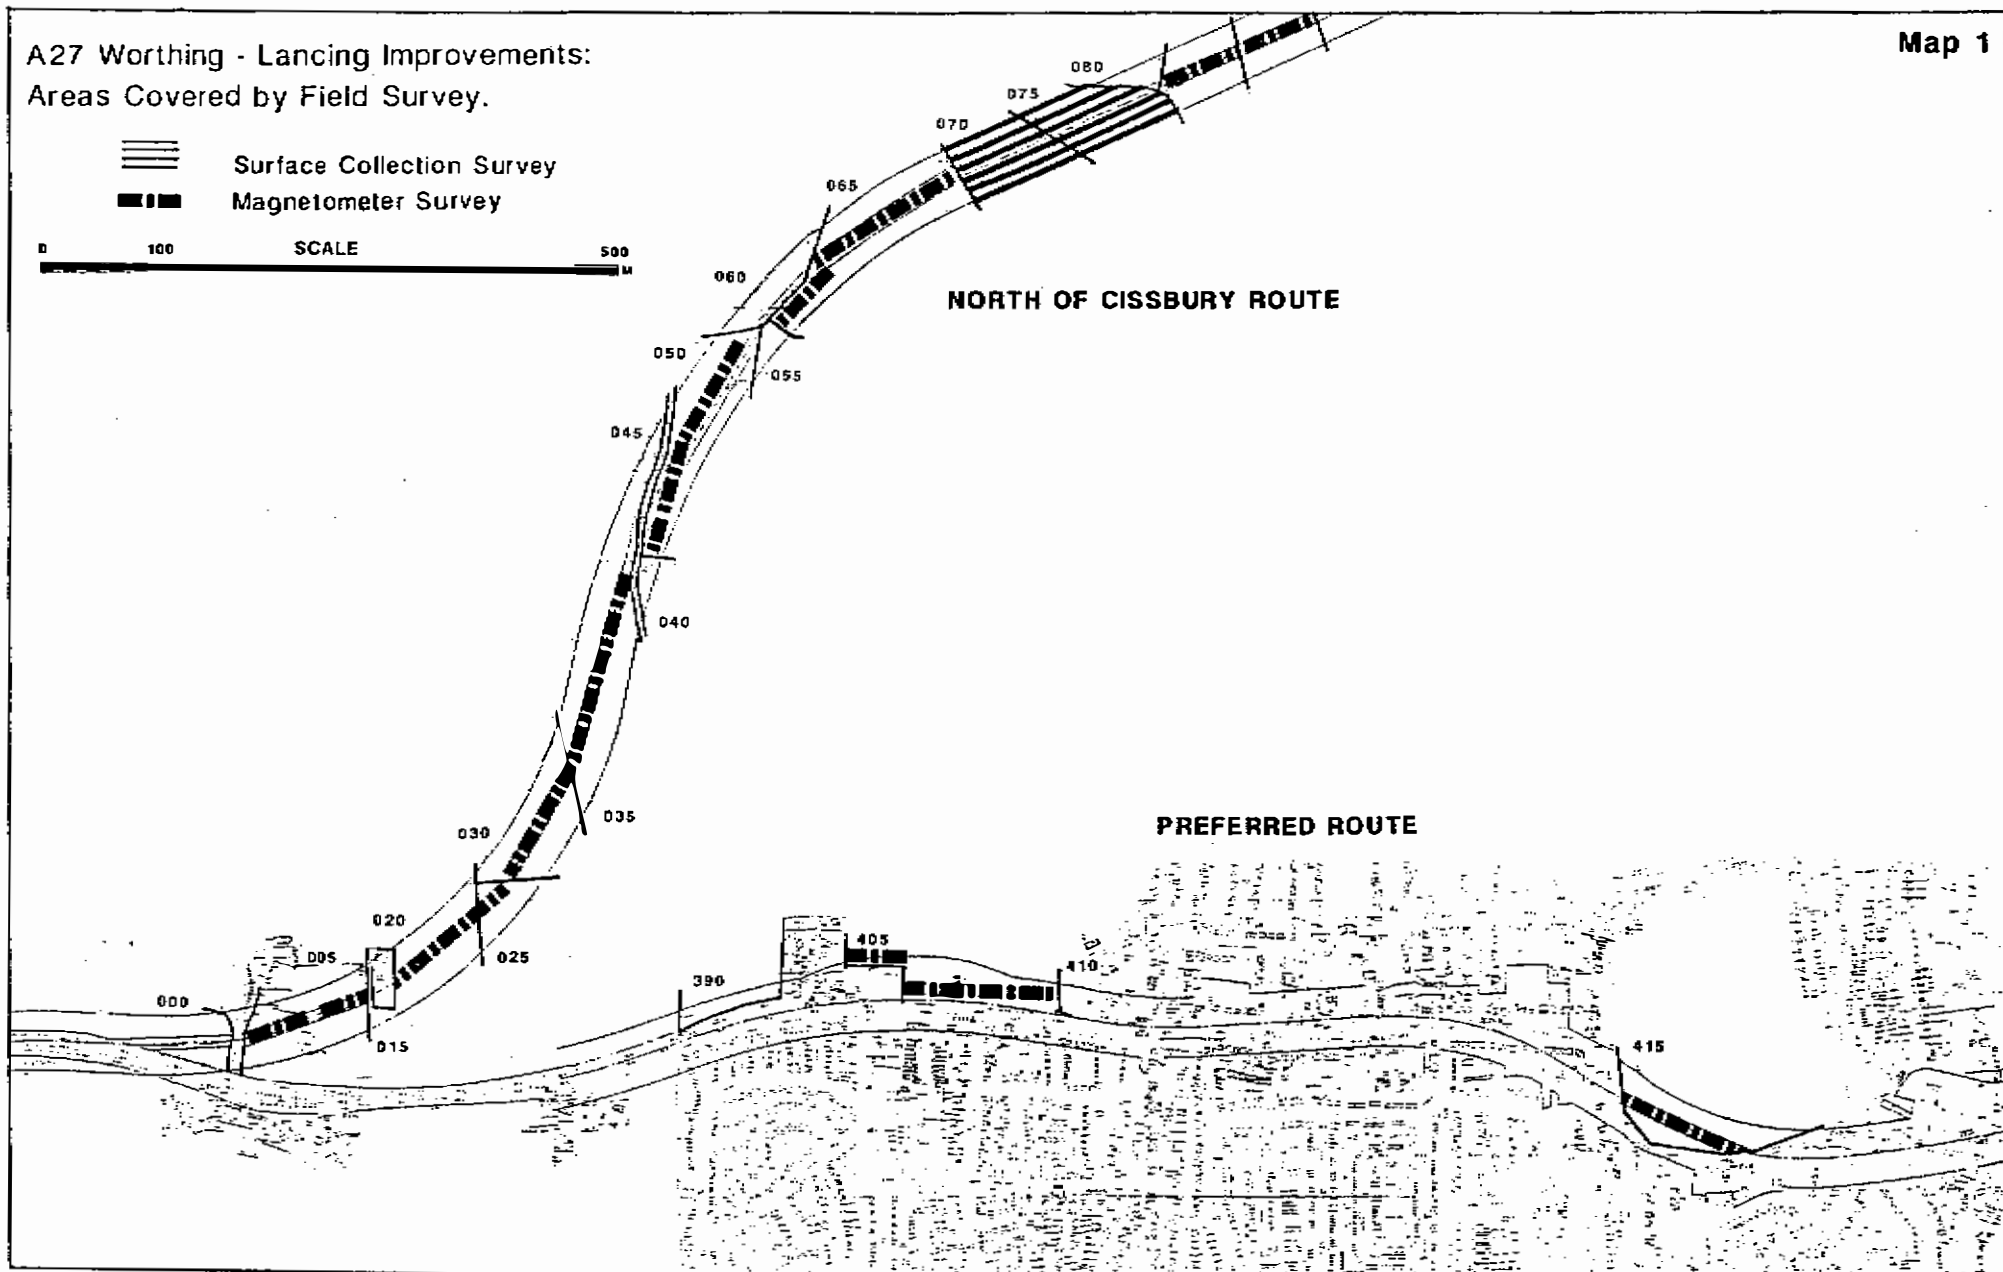 A27 Worthing - Lancing Improvements:
Areas Covered by Field Survey.
Map 1
Surface Collection Survey
Magnetometer Survey
0 100 SCALE 500
M
080
075
070
065
060
NORTH OF CISSBURY ROUTE
050
055
045
040
035
030
PREFERRED ROUTE
020
025
005
000
015
390
405
410
415